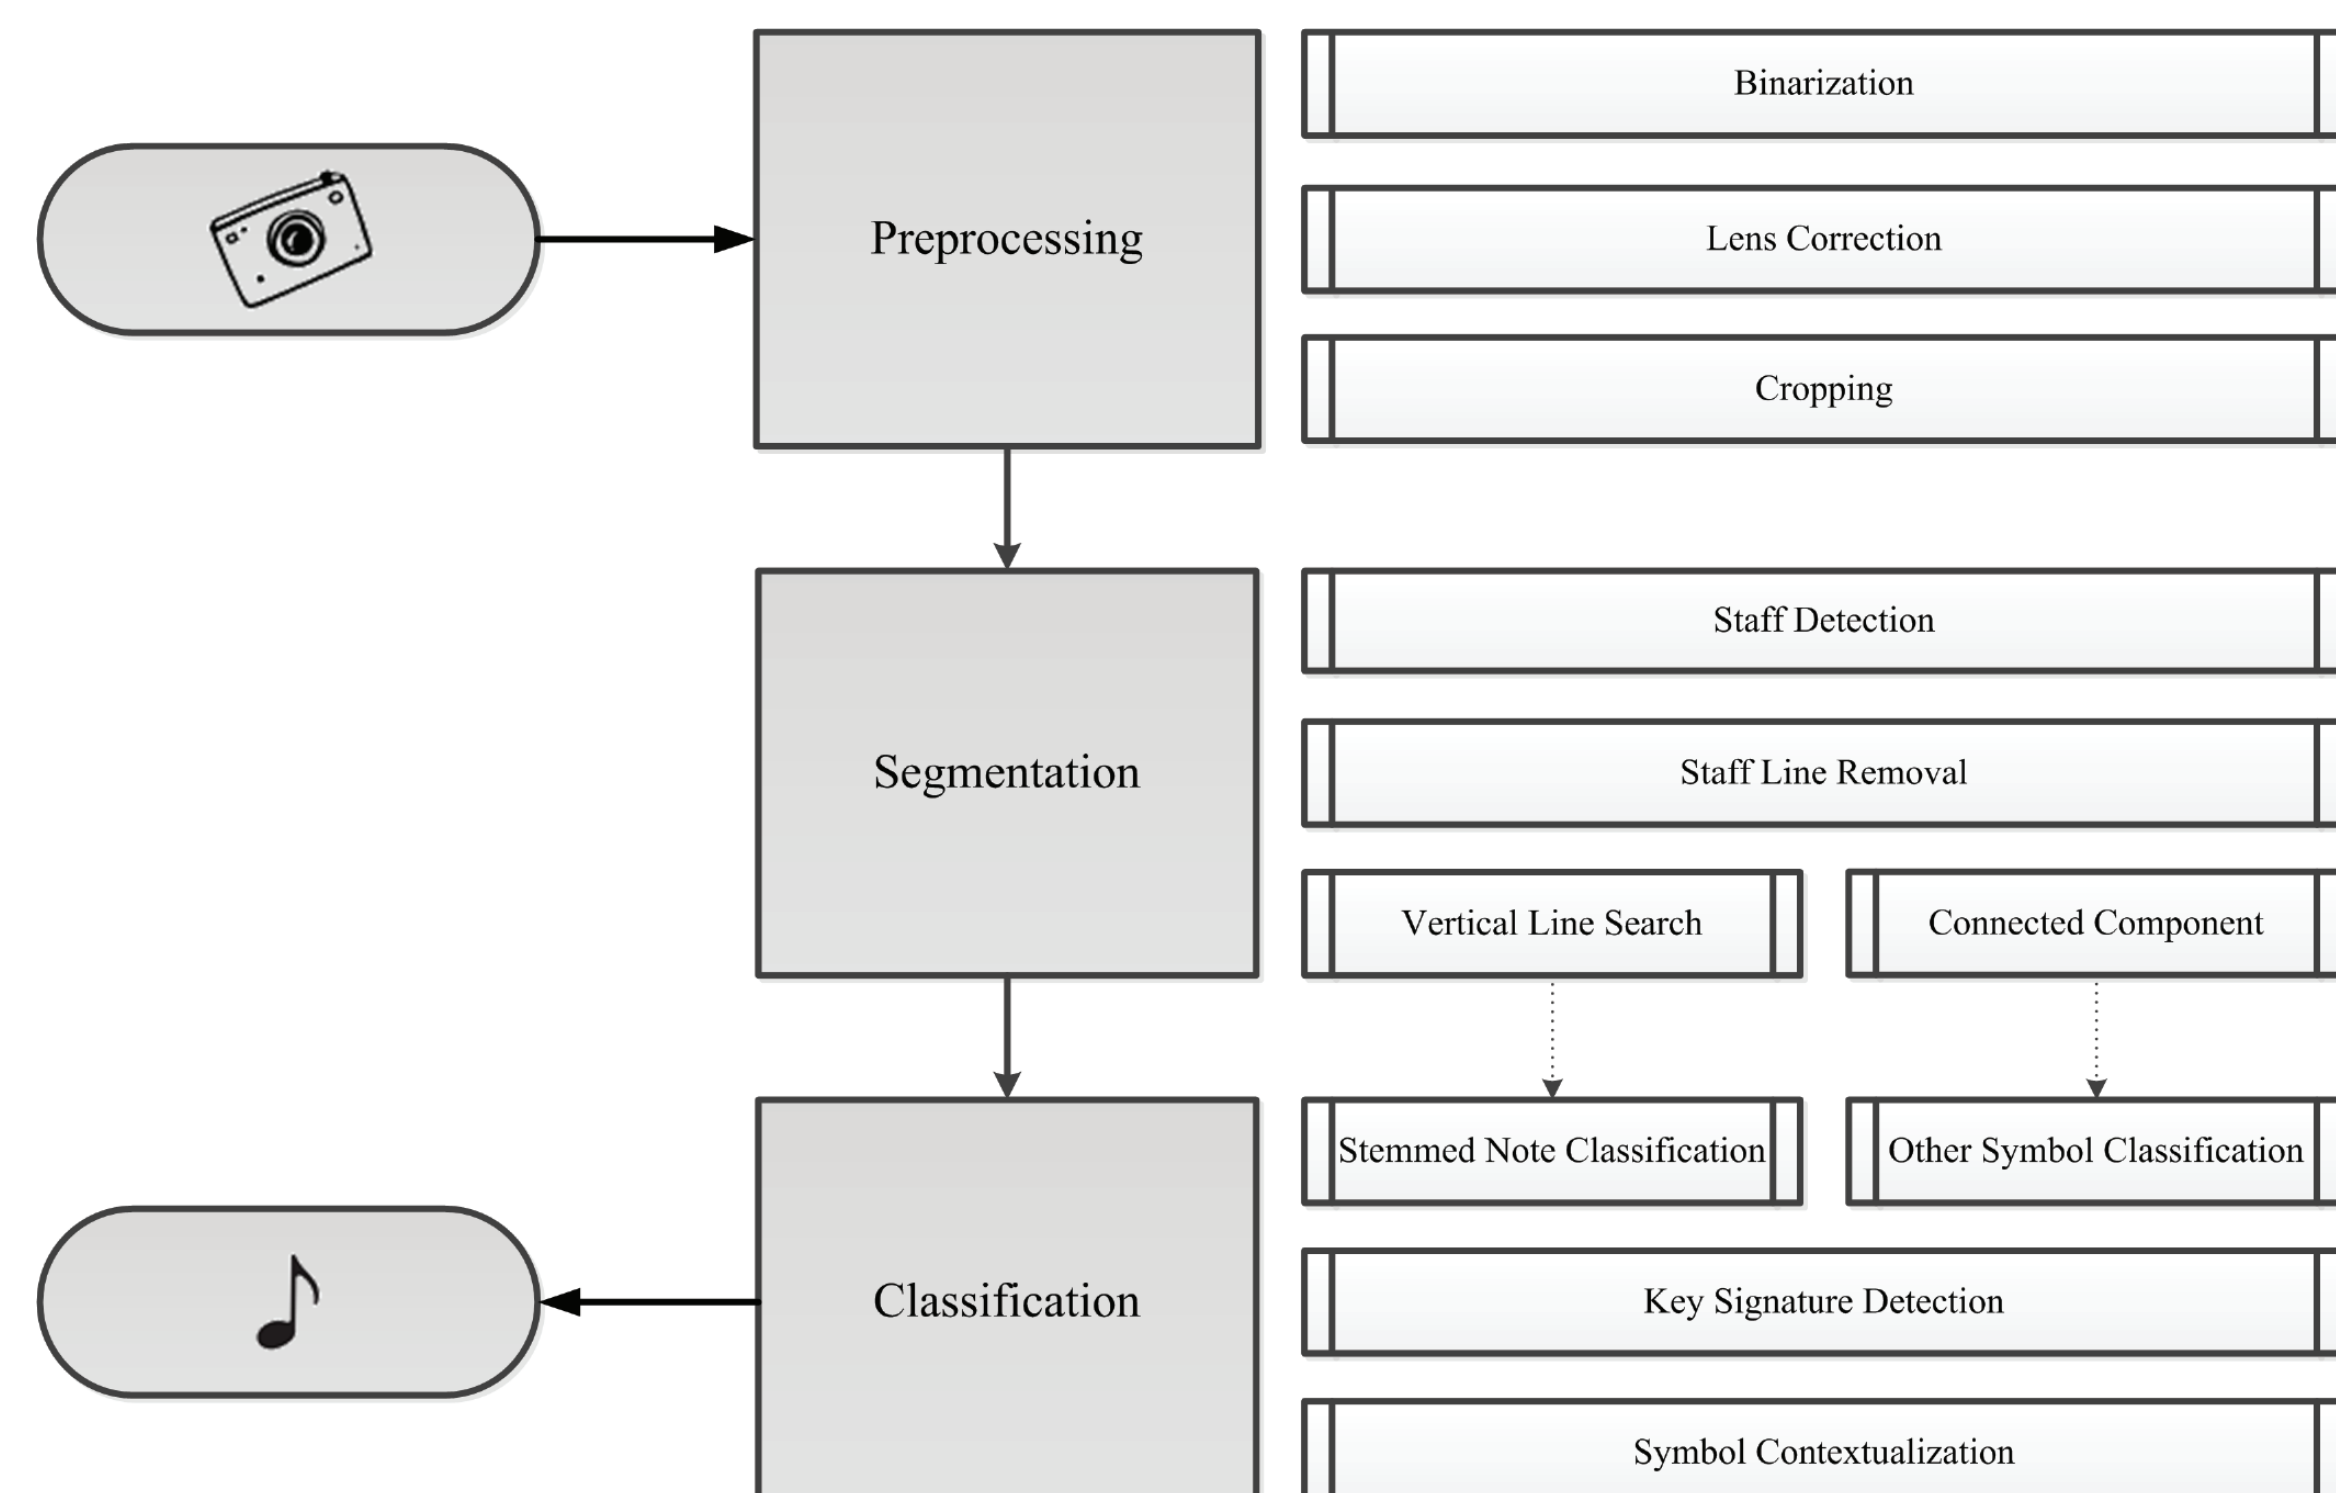 Preprocessing
Binarization
Lens Correction
Cropping
Segmentation
Staff Detection
Staff Line Removal
Vertical Line Search
Connected Component
Classification
Stemmed Note Classification
Other Symbol Classification
Key Signature Detection
Symbol Contextualization